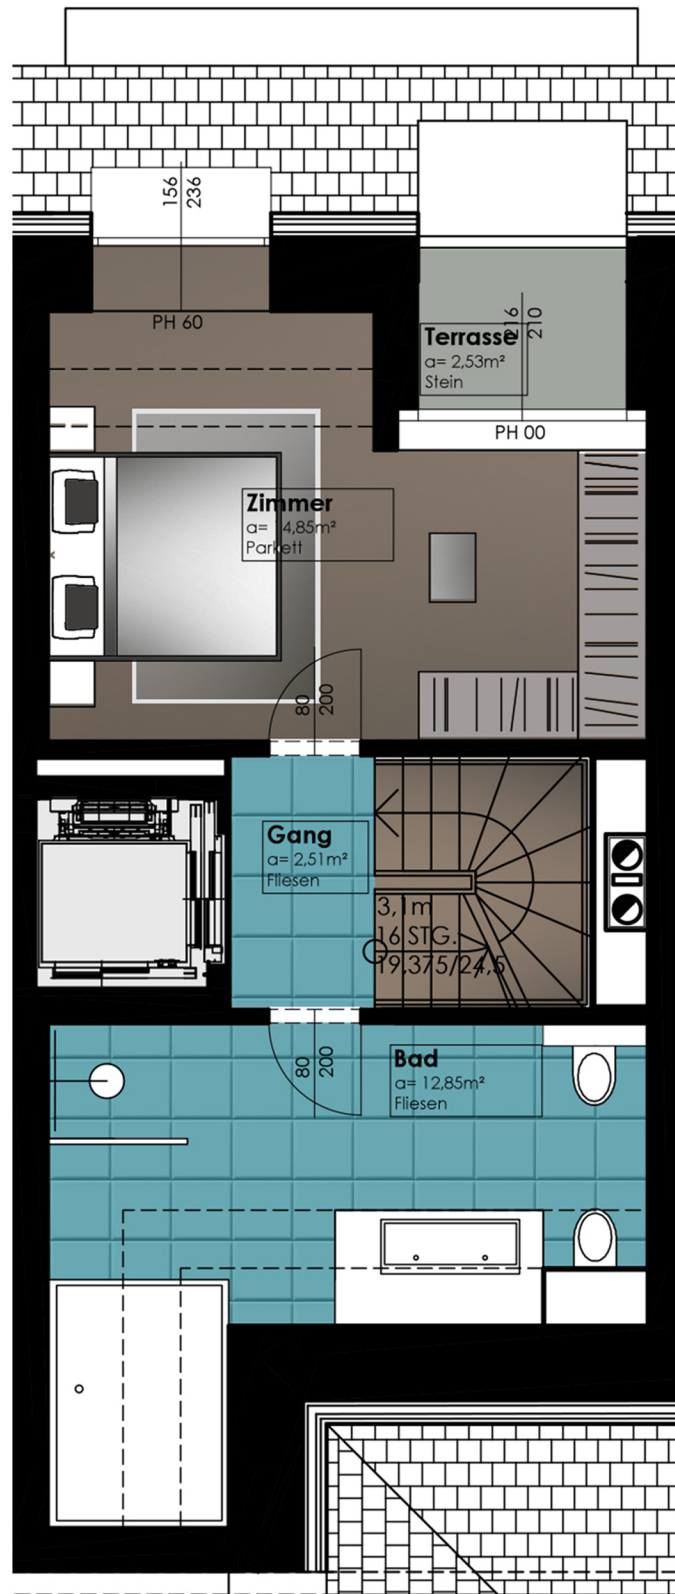 156
236
PH 60
216
210
Terrasse
a= 2,53m²
Stein
PH 00
Zimmer
a= 14,85m²
Parkett
80
200
Gang
a= 2,51m²
Fliesen
3,1m
16 STG.
19,375/24,5
80
200
Bad
a= 12,85m²
Fliesen